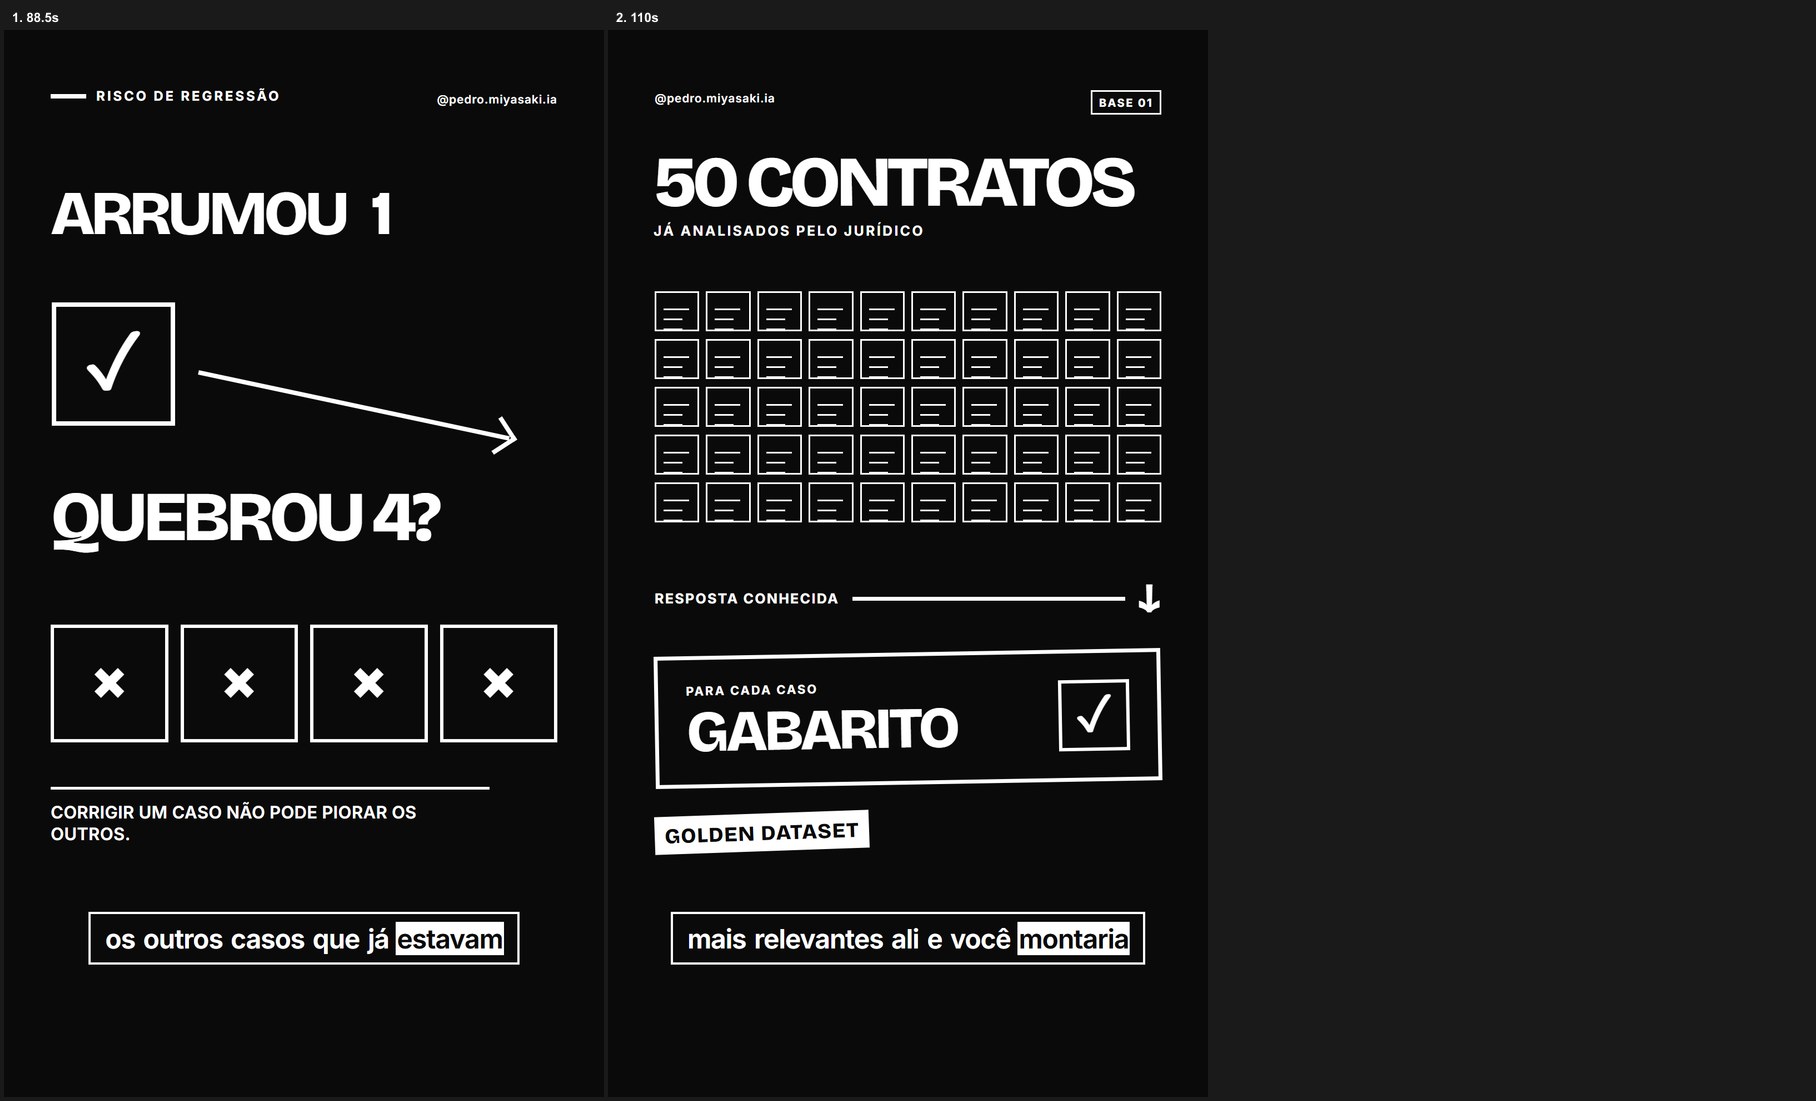 1. 88.5s
RISCO DE REGRESSÃO
@pedro.miyasaki.ia
ARRUMOU 1
QUEBROU 4?
CORRIGIR UM CASO NÃO PODE PIORAR OS
OUTROS.
os outros casos que já estavam
2. 110s
@pedro.miyasaki.ia
BASE 01
50 CONTRATOS
JÁ ANALISADOS PELO JURÍDICO
RESPOSTA CONHECIDA
PARA CADA CASO
GABARITO
GOLDEN DATASET
mais relevantes ali e você montaria